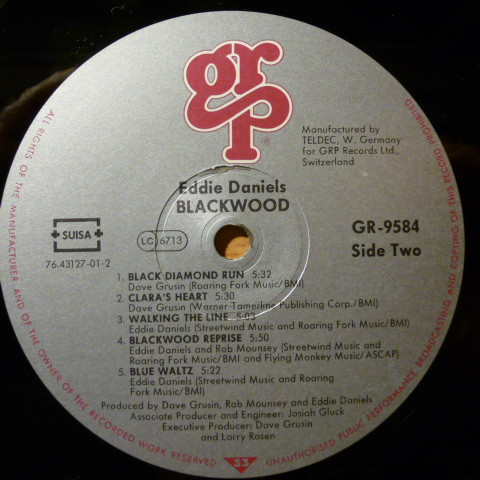 grp
®
Manufactured by
TELDEC, W. Germany
for GRP Records Ltd.,
Switzerland
Eddie Daniels
BLACKWOOD
SUISA
LC 6713
GR-9584
Side Two
76.43127-01-2
1. BLACK DIAMOND RUN 5:32
Dave Grusin (Roaring Fork Music/BMI)
2. CLARA'S HEART 5:30
Dave Grusin (Warner-Tamerline Publishing Corp./BMI)
3. WALKING THE LINE 5:03
Eddie Daniels (Streetwind Music and Roaring Fork Music/BMI)
4. BLACKWOOD REPRISE 5:50
Eddie Daniels and Rob Mounsey (Streetwind Music and
Roaring Fork Music/BMI and Flying Monkey Music/ASCAP)
5. BLUE WALTZ 5:22
Eddie Daniels (Streetwind Music and Roaring
Fork Music/BMI)
Produced by Dave Grusin, Rob Mounsey and Eddie Daniels
Associate Producer and Engineer: Josiah Gluck
Executive Producer: Dave Grusin
and Larry Rosen
ALL RIGHTS OF THE MANUFACTURER AND OF THE OWNER OF THE RECORDED WORK RESERVED
33
UNAUTHORISED PUBLIC PERFORMANCE, BROADCASTING AND COPYING OF THIS RECORD PROHIBITED